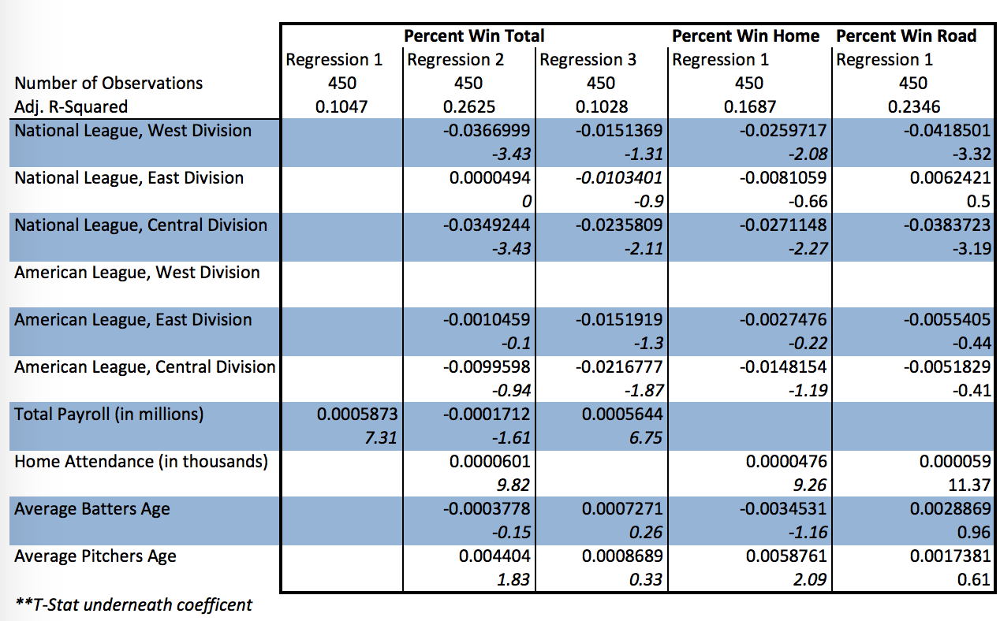 Percent Win Total Percent Win Home Percent Win Road
Regression 1 Regression 2 Regression 3 Regression 1 Regression 1
Number of Observations 450 450 450 450 450
Adj. R-Squared 0.1047 0.2625 0.1028 0.1687 0.2346
National League, West Division -0.0366999 -0.0151369 -0.0259717 -0.0418501
-3.43 -1.31 -2.08 -3.32
National League, East Division 0.0000494 -0.0103401 -0.0081059 0.0062421
0 -0.9 -0.66 0.5
National League, Central Division -0.0349244 -0.0235809 -0.0271148 -0.0383723
-3.43 -2.11 -2.27 -3.19
American League, West Division
American League, East Division -0.0010459 -0.0151919 -0.0027476 -0.0055405
-0.1 -1.3 -0.22 -0.44
American League, Central Division -0.0099598 -0.0216777 -0.0148154 -0.0051829
-0.94 -1.87 -1.19 -0.41
Total Payroll (in millions) 0.0005873 -0.0001712 0.0005644
7.31 -1.61 6.75
Home Attendance (in thousands) 0.0000601 0.0000476 0.000059
9.82 9.26 11.37
Average Batters Age -0.0003778 0.0007271 -0.0034531 0.0028869
-0.15 0.26 -1.16 0.96
Average Pitchers Age 0.004404 0.0008689 0.0058761 0.0017381
1.83 0.33 2.09 0.61
**T-Stat underneath coefficent